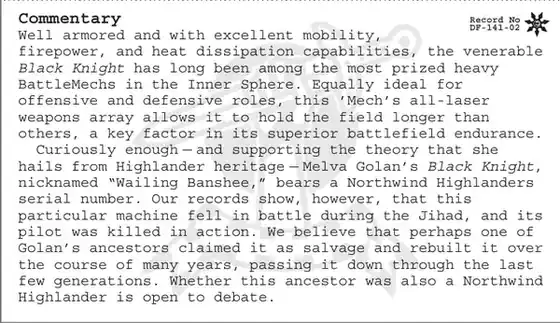 Commentary
Record No
DF-141-02
Well armored and with excellent mobility,
firepower, and heat dissipation capabilities, the venerable
Black Knight has long been among the most prized heavy
BattleMechs in the Inner Sphere. Equally ideal for
offensive and defensive roles, this ’Mech’s all-laser
weapons array allows it to hold the field longer than
others, a key factor in its superior battlefield endurance.
Curiously enough—and supporting the theory that she
hails from Highlander heritage—Melva Golan’s Black Knight,
nicknamed “Wailing Banshee,” bears a Northwind Highlanders
serial number. Our records show, however, that this
particular machine fell in battle during the Jihad, and its
pilot was killed in action. We believe that perhaps one of
Golan’s ancestors claimed it as salvage and rebuilt it over
the course of many years, passing it down through the last
few generations. Whether this ancestor was also a Northwind
Highlander is open to debate.